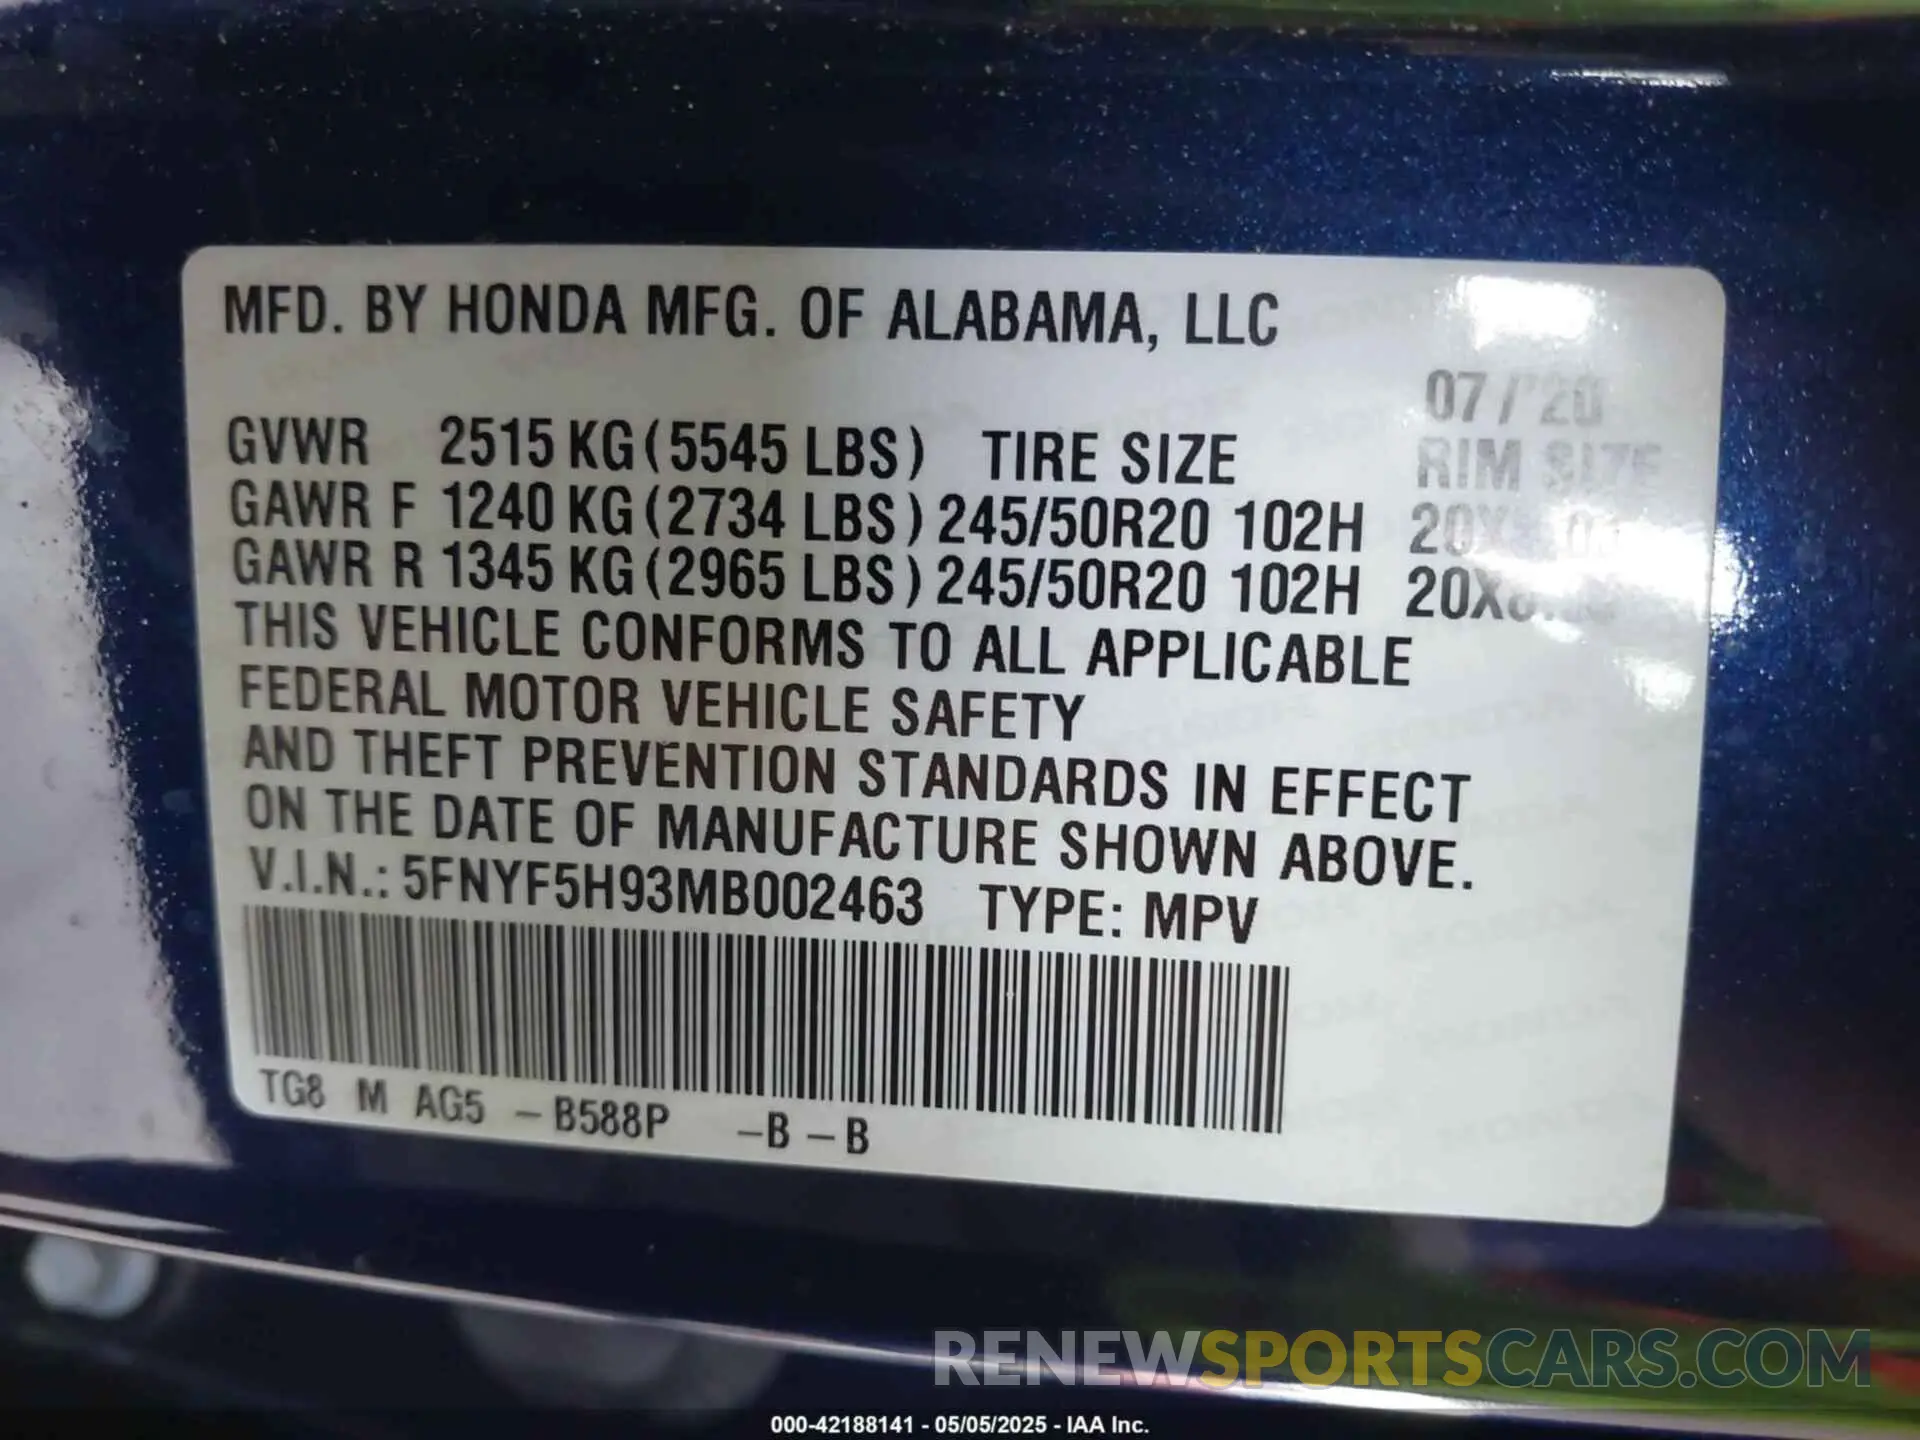 MFD. BY HONDA MFG. OF ALABAMA, LLC
07/'20
GVWR 2515 KG (5545 LBS) TIRE SIZE RIM SIZE
GAWR F 1240 KG (2734 LBS) 245/50R20 102H
GAWR R 1345 KG (2965 LBS) 245/50R20 102H
THIS VEHICLE CONFORMS TO ALL APPLICABLE
FEDERAL MOTOR VEHICLE SAFETY
AND THEFT PREVENTION STANDARDS IN EFFECT
ON THE DATE OF MANUFACTURE SHOWN ABOVE.
V.I.N.: 5FNYF5H93MB002463 TYPE: MPV
TG8 M AG5 -B588P -B -B
RENEWSPORTSCARS.COM
000-42188141 - 05/05/2025 - IAA Inc.